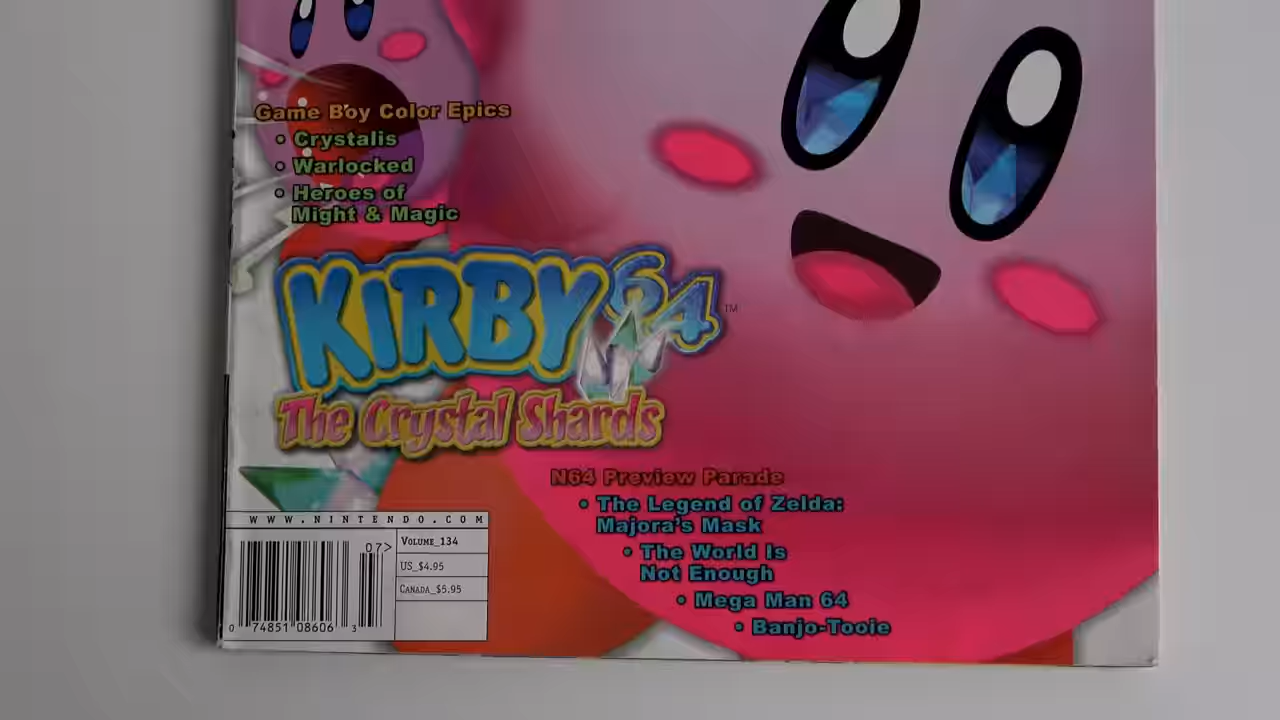 Game Boy Color Epics
• Crystalis
• Warlocked
• Heroes of
Might & Magic
KIRBY 64 ™
The Crystal Shards
N64 Preview Parade
• The Legend of Zelda:
Majora's Mask
• The World Is
Not Enough
• Mega Man 64
• Banjo-Tooie
WWW.NINTENDO.COM
VOLUME_134
US_$4.95
CANADA_$5.95
07>
0 74851 08606 3